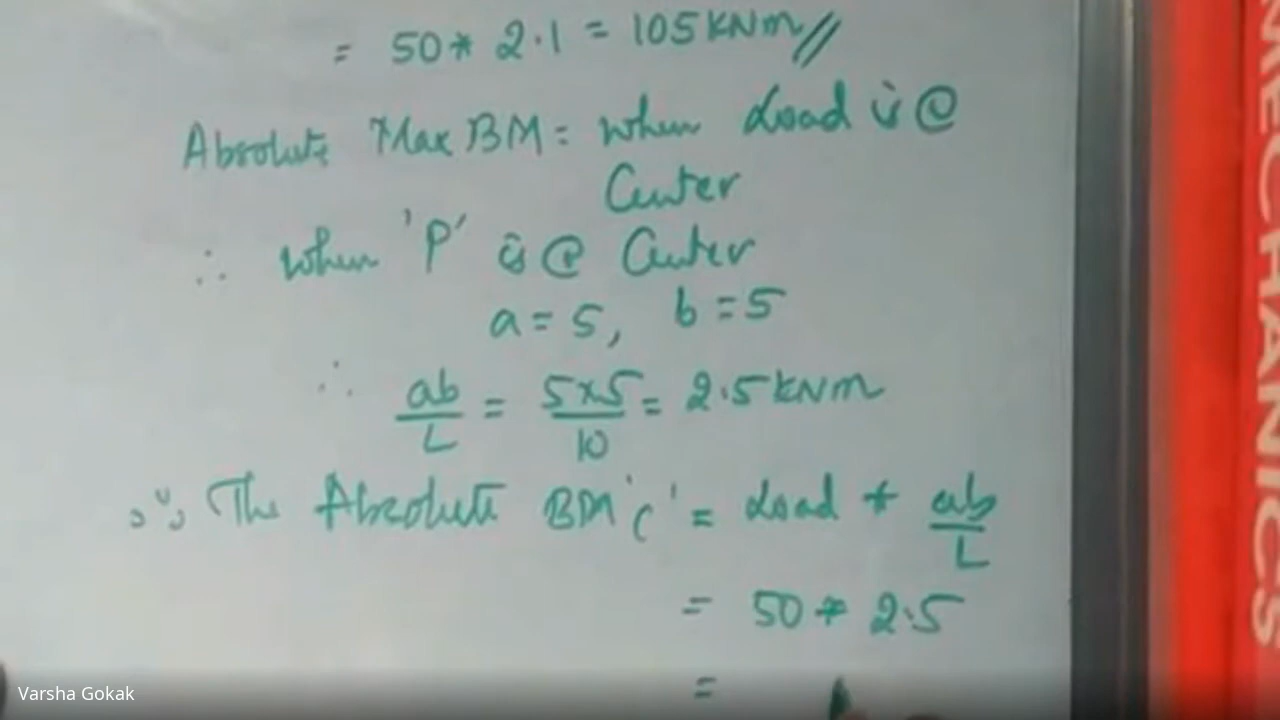 = 50 * 2.1 = 105 KNm //
Absolute Max BM = when Load is @
Center
∴ when 'P' is @ Center
a = 5, b = 5
∴ ab/L = 5x5/10 = 2.5 KNm
∴ The Absolute BM 'C' = Load * ab/L
= 50 * 2.5
=
MECHANICS
Varsha Gokak